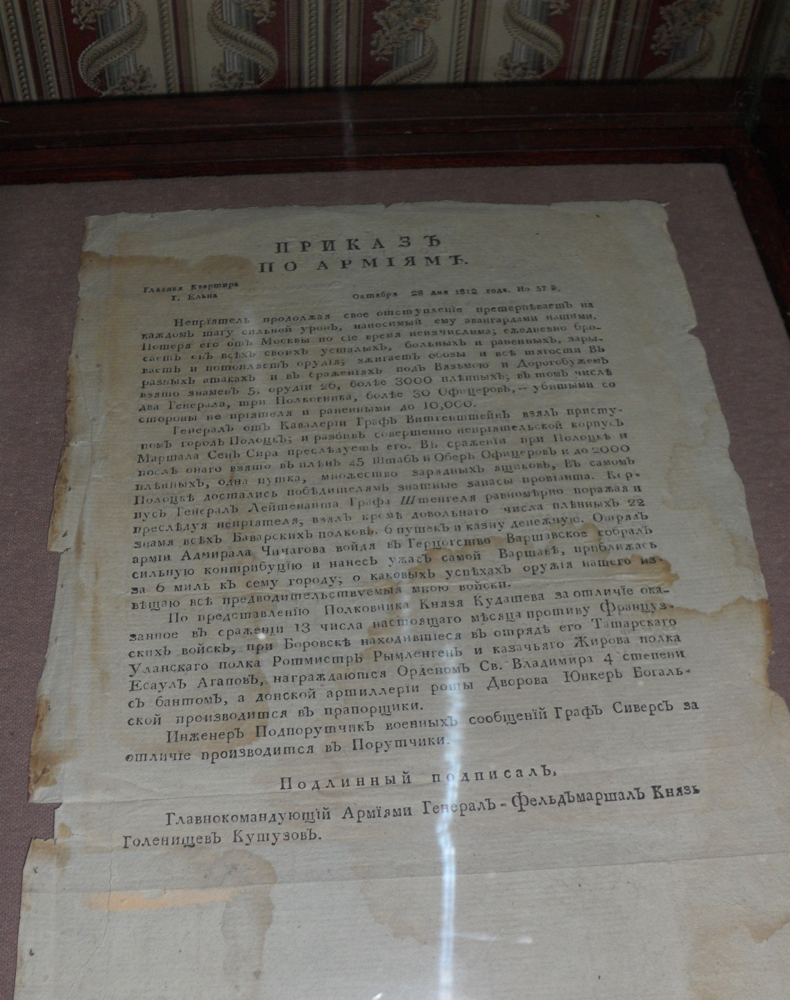 ПРИКАЗЪ
ПО АРМІЯМЪ.
Главная Квартира
Г. Ельна
Октября 28 дня 1812 года. No 57 й.
Непріятель продолжая свое отступленіе претерпѣваетъ на
каждомъ шагу сильной уронъ, наносимый ему авангардами нашими.
Потеря его отъ Москвы по сіе время неизчислима; ежедневно бро-
саетъ онъ всѣхъ своихъ усталыхъ, больныхъ и раненныхъ, зары-
ваетъ и потопляетъ орудія; зжигаетъ обозы и всѣ тягости Въ
разныхъ атакахъ и въ сраженіяхъ подъ Вязьмою и Дорогобужемъ
взято знаменъ 5, орудій 26, болѣе 3000 плѣнныхъ; въ томъ числѣ
два Генерала, три Полковника, болѣе 30 Офицеровъ, -- убитыми со
стороны не пріятеля и раненными до 10,000.
Генералъ отъ Кавалеріи Графъ Витгенштейнъ взялъ присту-
помъ городъ Полоцкъ; и разбивъ совершенно непріятельской корпусъ
Маршала Сенъ Сира преслѣдуетъ его. Въ сраженіи при Полоцкѣ и
послѣ онаго взято въ плѣнъ 45 Штабъ и Оберъ Офицеровъ и до 2000
плѣнныхъ, одна пушка, множество зарядныхъ ящиковъ, Въ самомъ
Полоцкѣ достались побѣдителямъ знатные запасы провіанта. Кор-
пусъ Генералъ Лейтенанта Графа Штенгеля равномѣрно поражая и
преслѣдуя непріятеля, взялъ кромѣ довольнаго числа плѣнныхъ 22
знамя всѣхъ Баварскихъ полковъ. 6 пушекъ и казну денежную. Отрядъ
арміи Адмирала Чичагова войдя въ Герцогство Варшавское собралъ
сильную контрибуцію и нанесъ ужасъ самой Варшавѣ, приближась
за 6 миль къ сему городу; о каковыхъ успѣхахъ оружія нашего из-
вѣщаю всѣ предводительствуемыя мною войски.
По представленію Полковника Князя Кудашева за отличіе ока-
занное въ сраженіи 13 числа настоящаго мѣсяца противу Француз-
скихъ войскъ, при Боровскѣ находившіеся въ отрядѣ его Татарскаго
Уланскаго полка Ротмистръ Рымленгенъ и казачьяго Жирова полка
Есаулъ Агаповъ, награждаются Орденомъ Св. Владимира 4 степени
съ бантомъ, а донской артиллеріи роты Дворова Юнкеръ Богаль-
ской производится въ прапорщики.
Инженеръ Подпорутчикъ военныхъ сообщеній Графъ Сиверсъ за
отличіе производится въ Порутчики.
Подлинный подписалъ,
Главнокомандующій Арміями Генералъ-Фельдъмаршалъ Князь
Голенищевъ Кутузовъ.